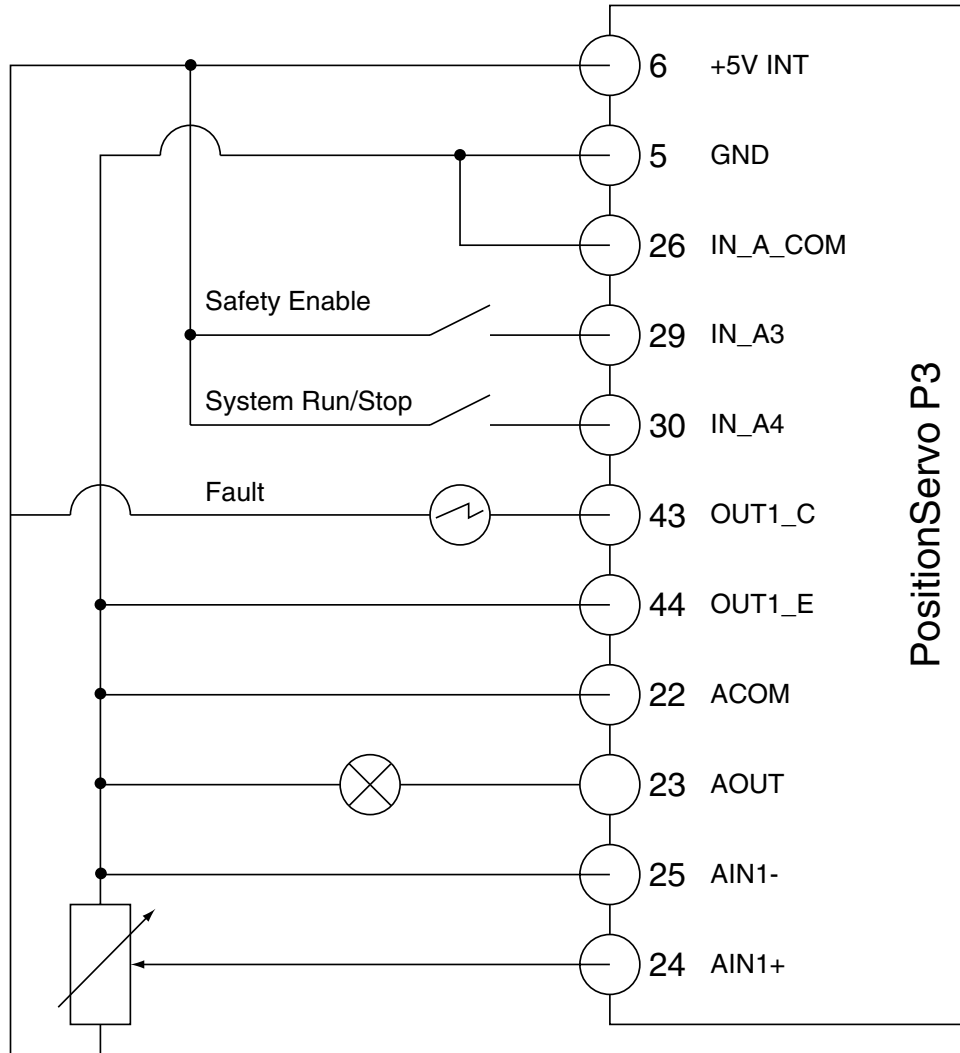 6 +5V INT
5 GND
26 IN_A_COM
Safety Enable
29 IN_A3
System Run/Stop
30 IN_A4
Fault
43 OUT1_C
44 OUT1_E
22 ACOM
23 AOUT
25 AIN1-
24 AIN1+
PositionServo P3